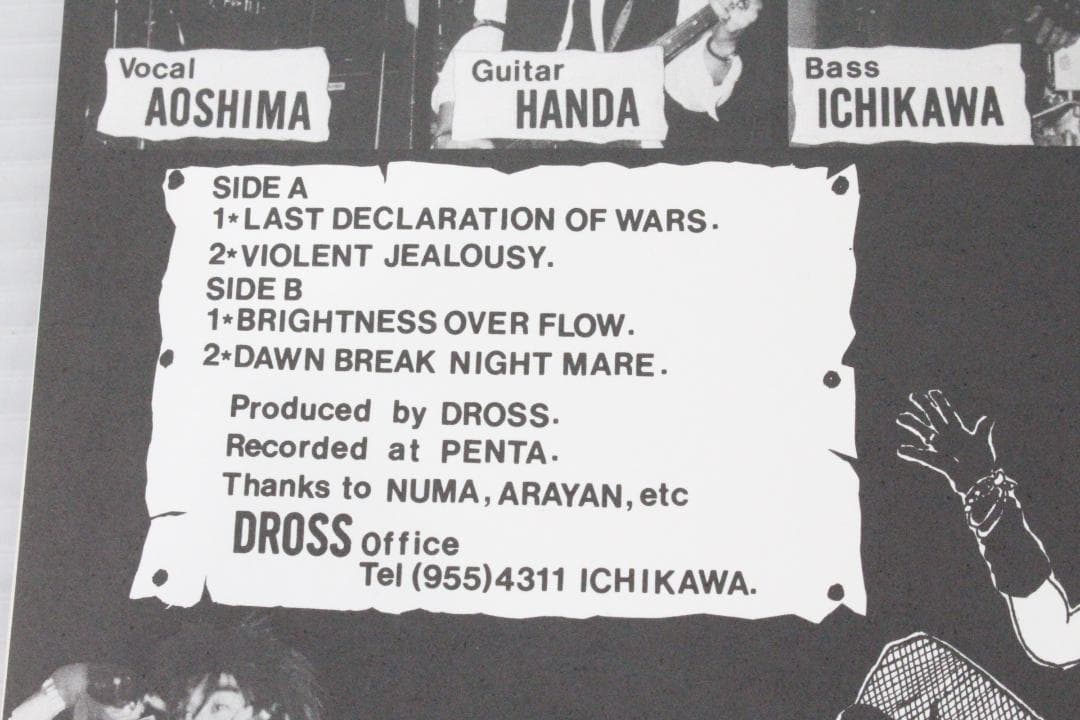 Vocal
AOSHIMA
Guitar
HANDA
Bass
ICHIKAWA
SIDE A
1*LAST DECLARATION OF WARS.
2*VIOLENT JEALOUSY.
SIDE B
1*BRIGHTNESS OVER FLOW.
2*DAWN BREAK NIGHT MARE.
Produced by DROSS.
Recorded at PENTA.
Thanks to NUMA, ARAYAN, etc
DROSS Office
Tel (955)4311 ICHIKAWA.